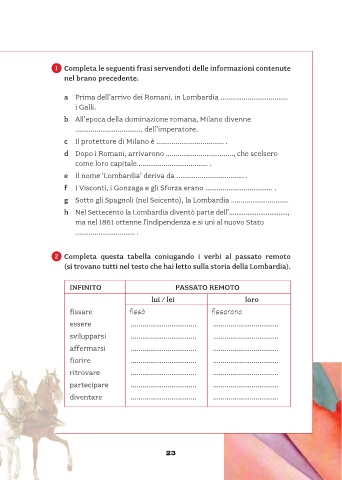 1 Completa le seguenti frasi servendoti delle informazioni contenute
nel brano precedente.
a Prima dell'arrivo dei Romani, in Lombardia ..................................
i Galli.
b All'epoca della dominazione romana, Milano divenne
.................................. dell'imperatore.
c Il protettore di Milano è .................................. .
d Dopo i Romani, arrivarono .................................., che scelsero
come loro capitale .................................. .
e Il nome 'Lombardia' deriva da .................................. .
f I Visconti, i Gonzaga e gli Sforza erano .................................. .
g Sotto gli Spagnoli (nel Seicento), la Lombardia .............................
h Nel Settecento la Lombardia diventò parte dell'..............................,
ma nel 1861 ottenne l'indipendenza e si unì al nuovo Stato
.............................. .
2 Completa questa tabella coniugando i verbi al passato remoto
(si trovano tutti nel testo che hai letto sulla storia della Lombardia).
INFINITO PASSATO REMOTO
lui / lei loro
fissare fissò fissarono
essere ................................. .................................
svilupparsi ................................. .................................
affermarsi ................................. .................................
fiorire ................................. .................................
ritrovare ................................. .................................
partecipare ................................. .................................
diventare ................................. .................................
23